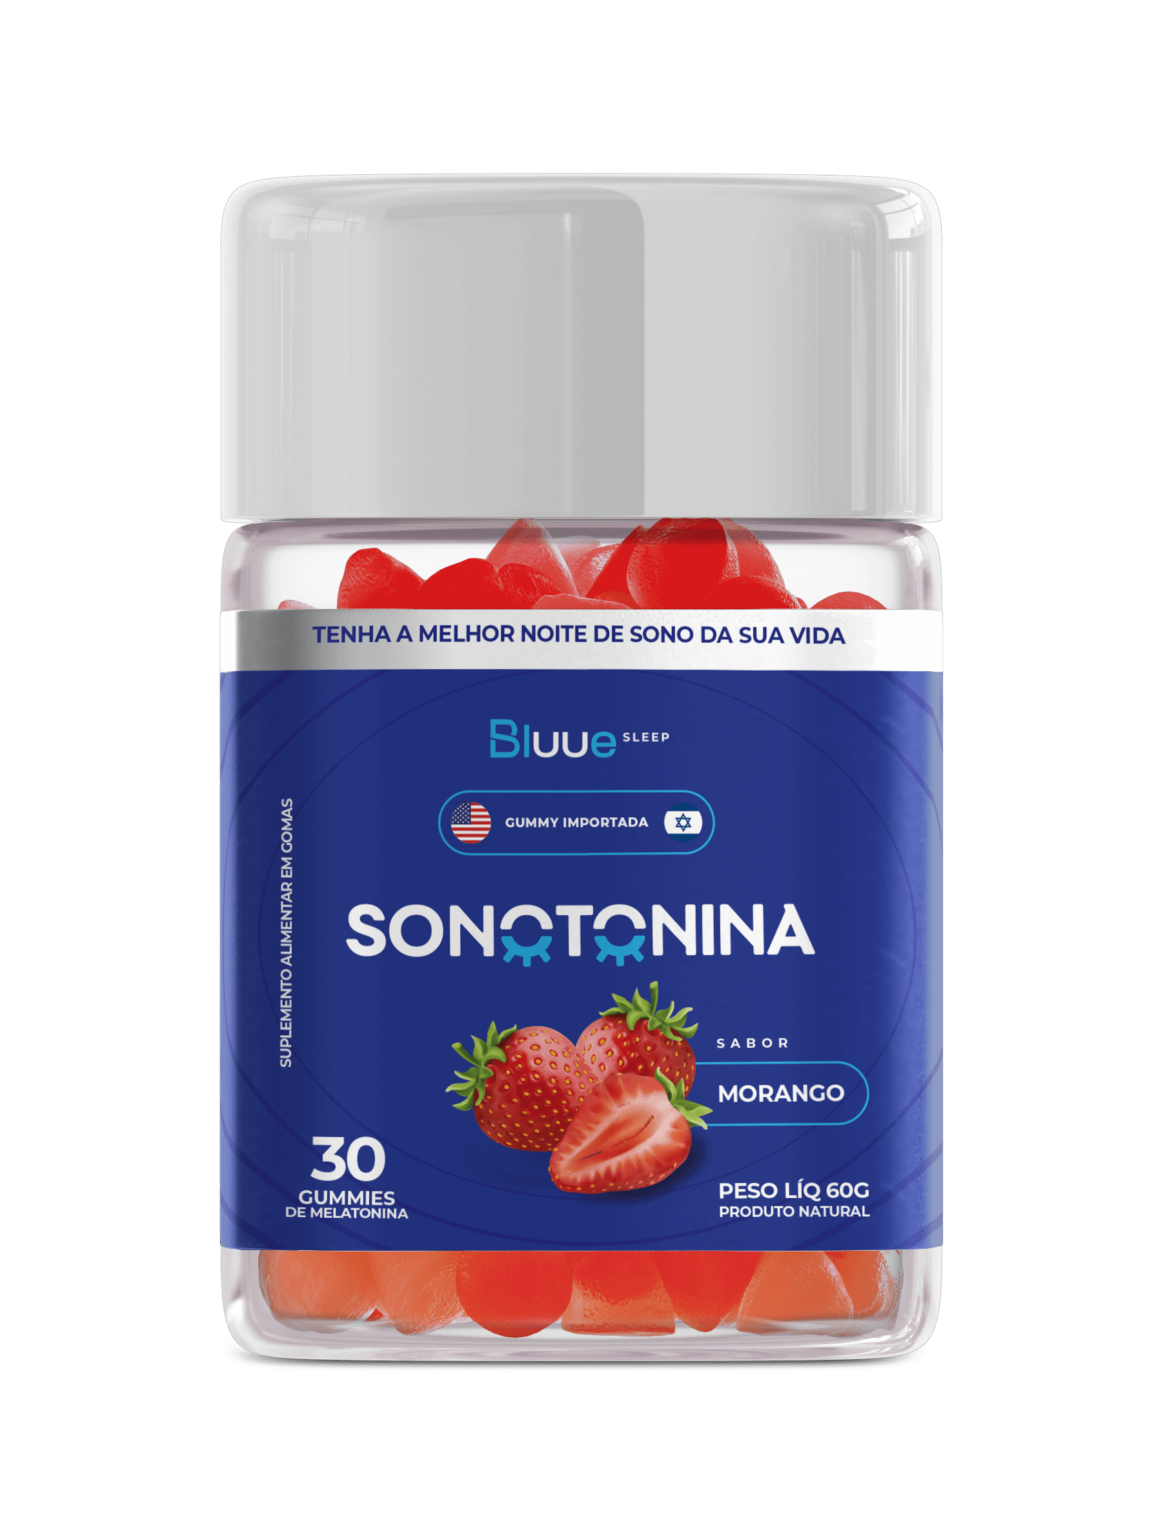 TENHA A MELHOR NOITE DE SONO DA SUA VIDA
Bluue SLEEP
GUMMY IMPORTADA
SONOTONINA
SUPLEMENTO ALIMENTAR EM GOMAS
SABOR
MORANGO
30
GUMMIES
DE MELATONINA
PESO LÍQ 60G
PRODUTO NATURAL